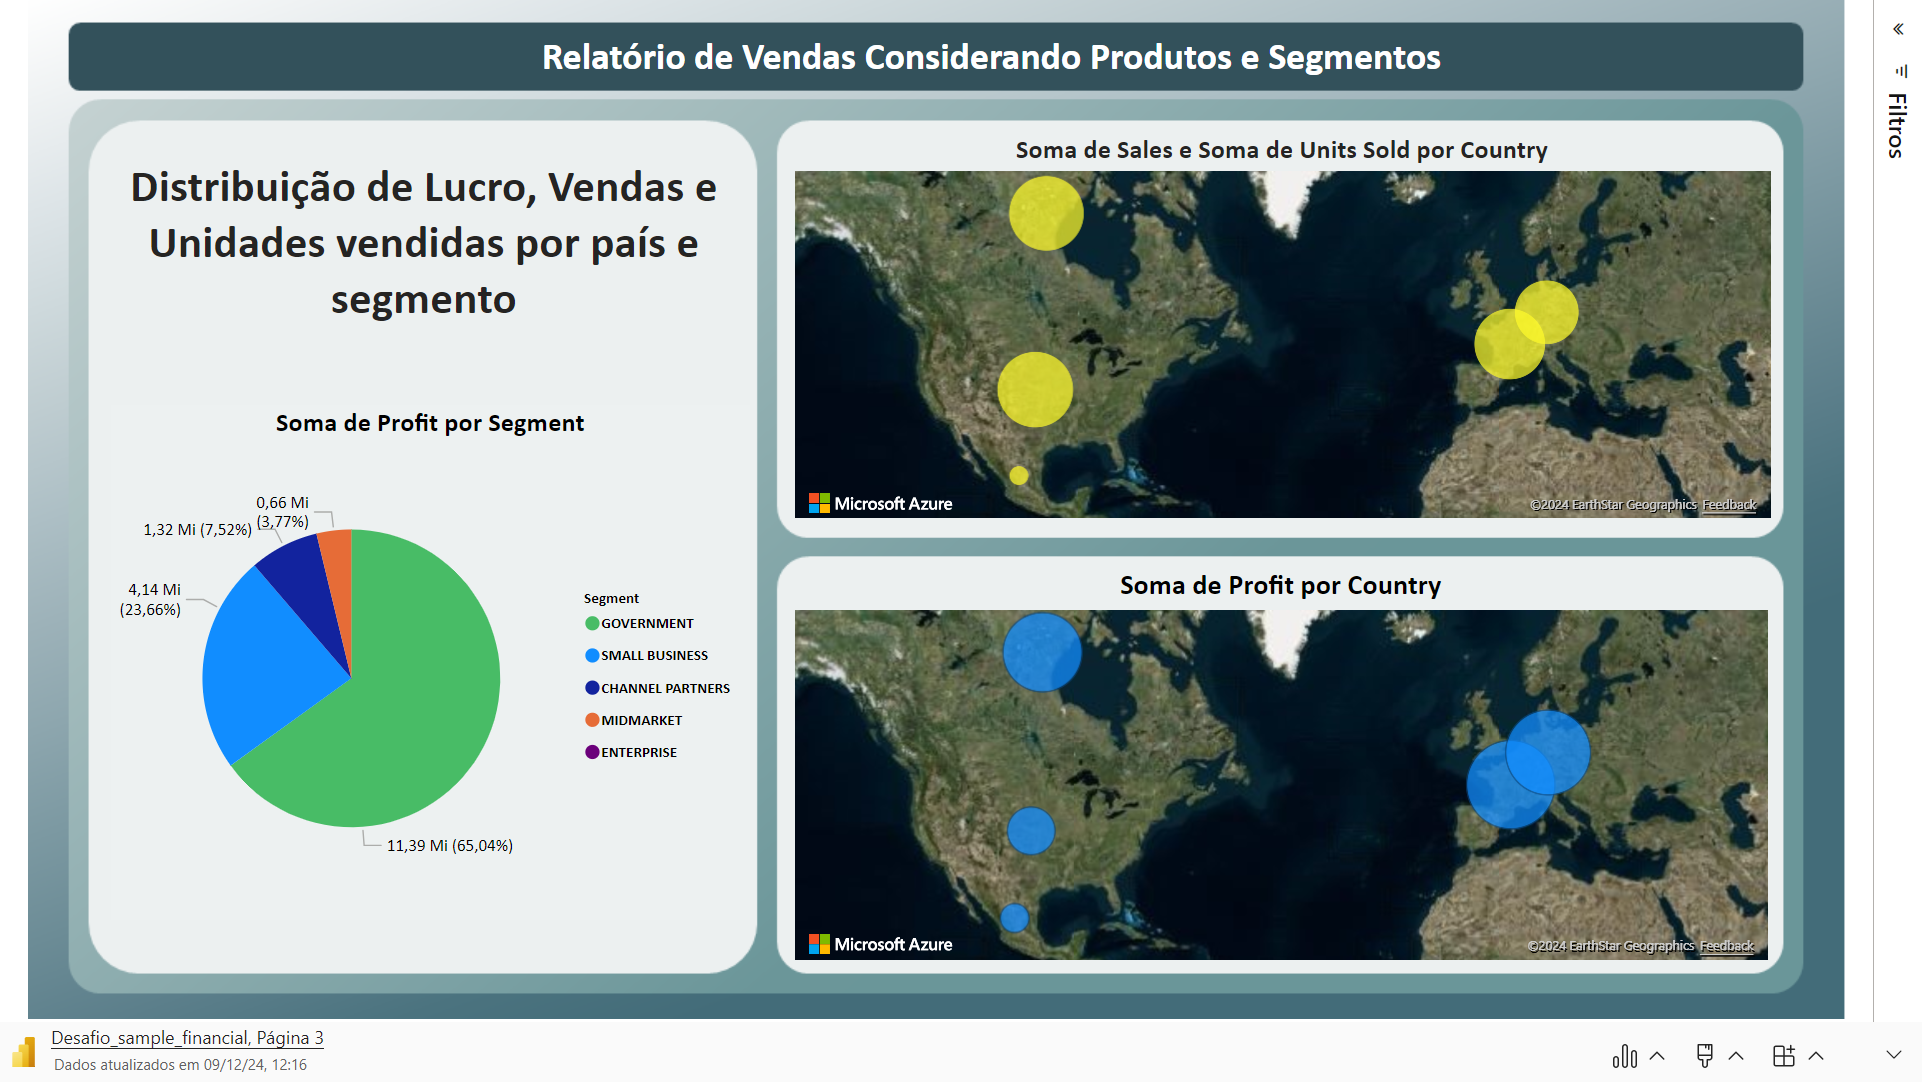 Relatório de Vendas Considerando Produtos e Segmentos
Filtros
Distribuição de Lucro, Vendas e
Unidades vendidas por país e
segmento
Soma de Profit por Segment
0,66 Mi
(3,77%)
1,32 Mi (7,52%)
4,14 Mi
(23,66%)
11,39 Mi (65,04%)
Segment
GOVERNMENT
SMALL BUSINESS
CHANNEL PARTNERS
MIDMARKET
ENTERPRISE
Soma de Sales e Soma de Units Sold por Country
Microsoft Azure
©2024 EarthStar Geographics Feedback
Soma de Profit por Country
Microsoft Azure
©2024 EarthStar Geographics Feedback
Desafio_sample_financial, Página 3
Dados atualizados em 09/12/24, 12:16